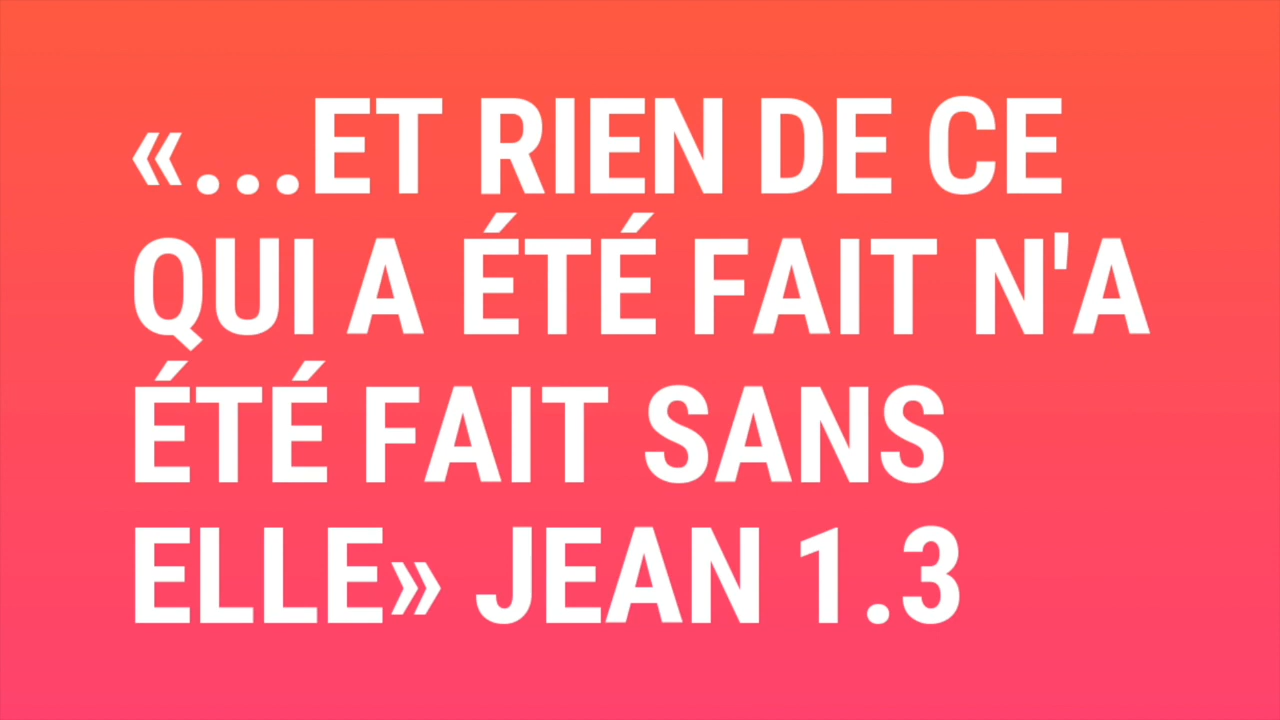 «...ET RIEN DE CE
QUI A ÉTÉ FAIT N'A
ÉTÉ FAIT SANS
ELLE» JEAN 1.3